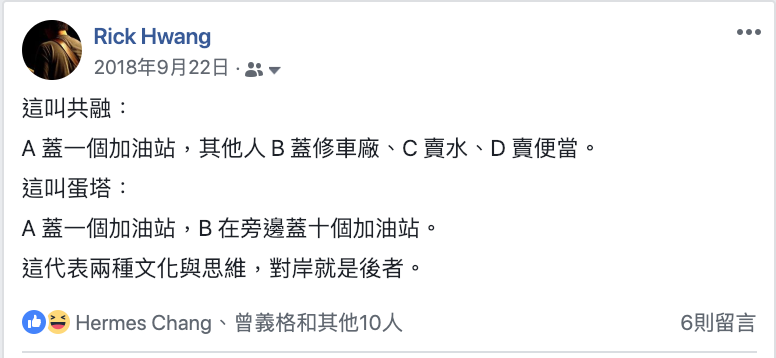 Rick Hwang
2018年9月22日 ·
這叫共融：
A 蓋一個加油站，其他人 B 蓋修車廠、C 賣水、D 賣便當。
這叫蛋塔：
A 蓋一個加油站，B 在旁邊蓋十個加油站。
這代表兩種文化與思維，對岸就是後者。
Hermes Chang、曾義格和其他10人 6則留言